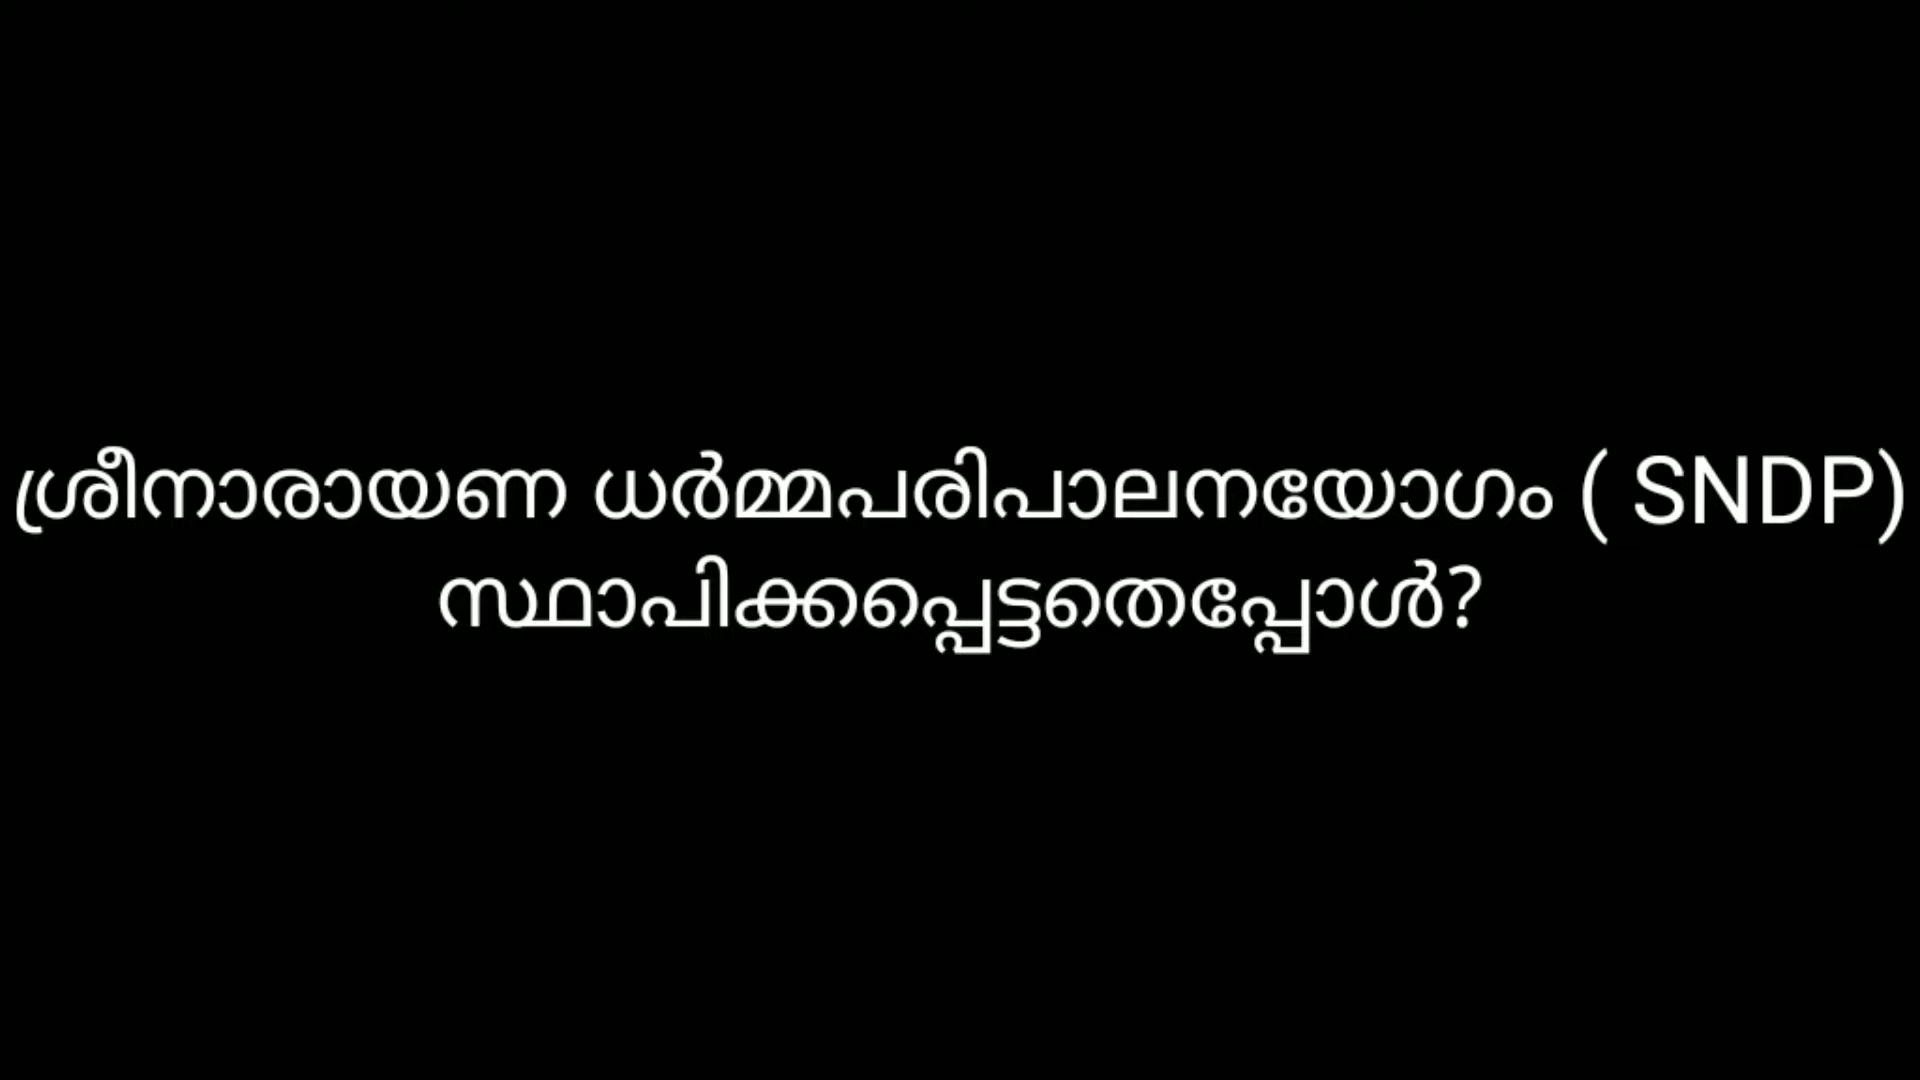 ശ്രീനാരായണ ധർമ്മപരിപാലനയോഗം ( SNDP)
സ്ഥാപിക്കപ്പെട്ടതെപ്പോൾ?